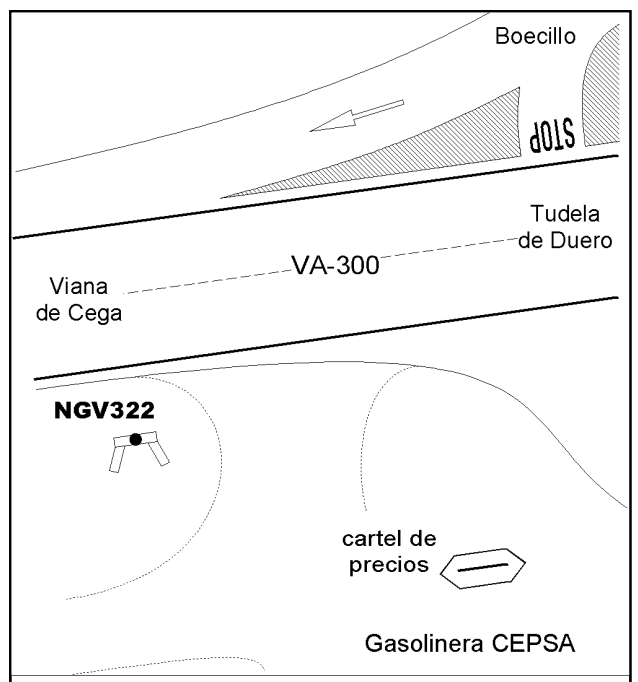 Boecillo
STOP
Tudela
de Duero
VA-300
Viana
de Cega
NGV322
cartel de
precios
Gasolinera CEPSA